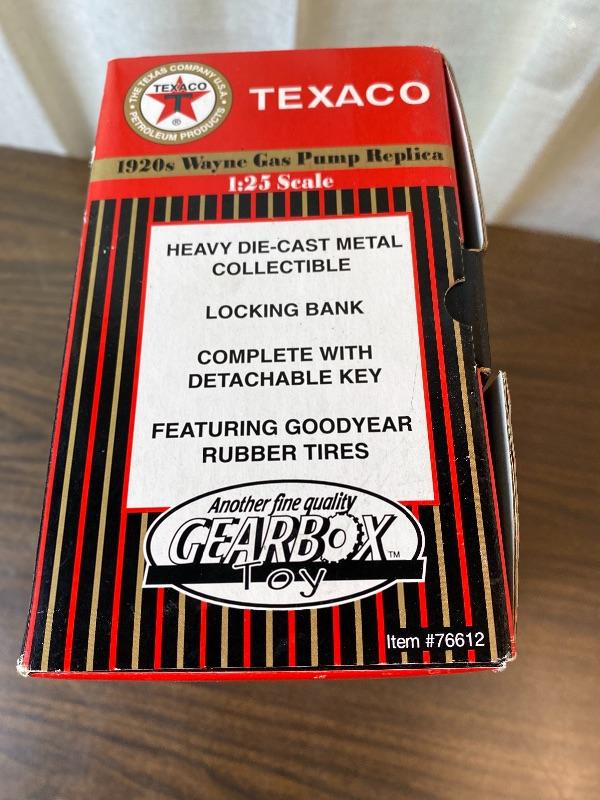 THE TEXAS COMPANY U.S.A.
TEXACO
T
®
PETROLEUM PRODUCTS
TEXACO
1920s Wayne Gas Pump Replica
1:25 Scale
HEAVY DIE-CAST METAL
COLLECTIBLE
LOCKING BANK
COMPLETE WITH
DETACHABLE KEY
FEATURING GOODYEAR
RUBBER TIRES
Another fine quality
GEARBOX TM
Toy
Item #76612